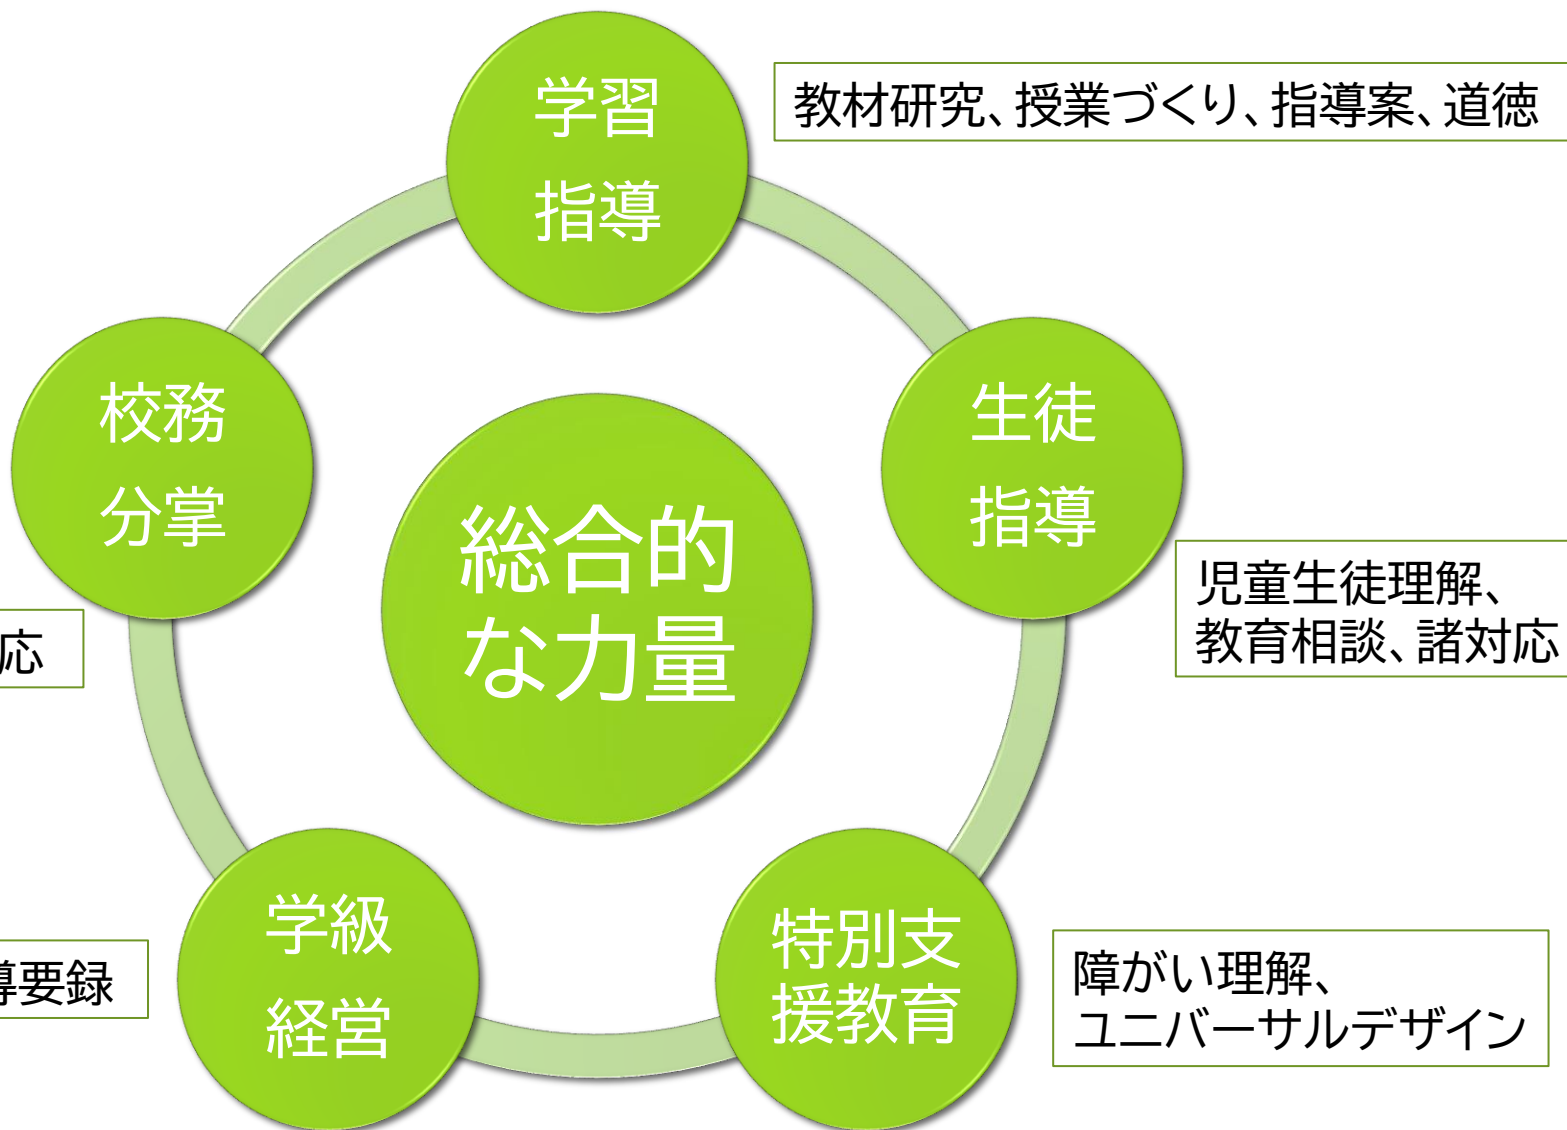 学習
指導
教材研究、授業づくり、指導案、道徳
校務
分掌
生徒
指導
総合的
な力量
児童生徒理解、
教育相談、諸対応
応
学級
経営
特別支
援教育
導要録
障がい理解、
ユニバーサルデザイン